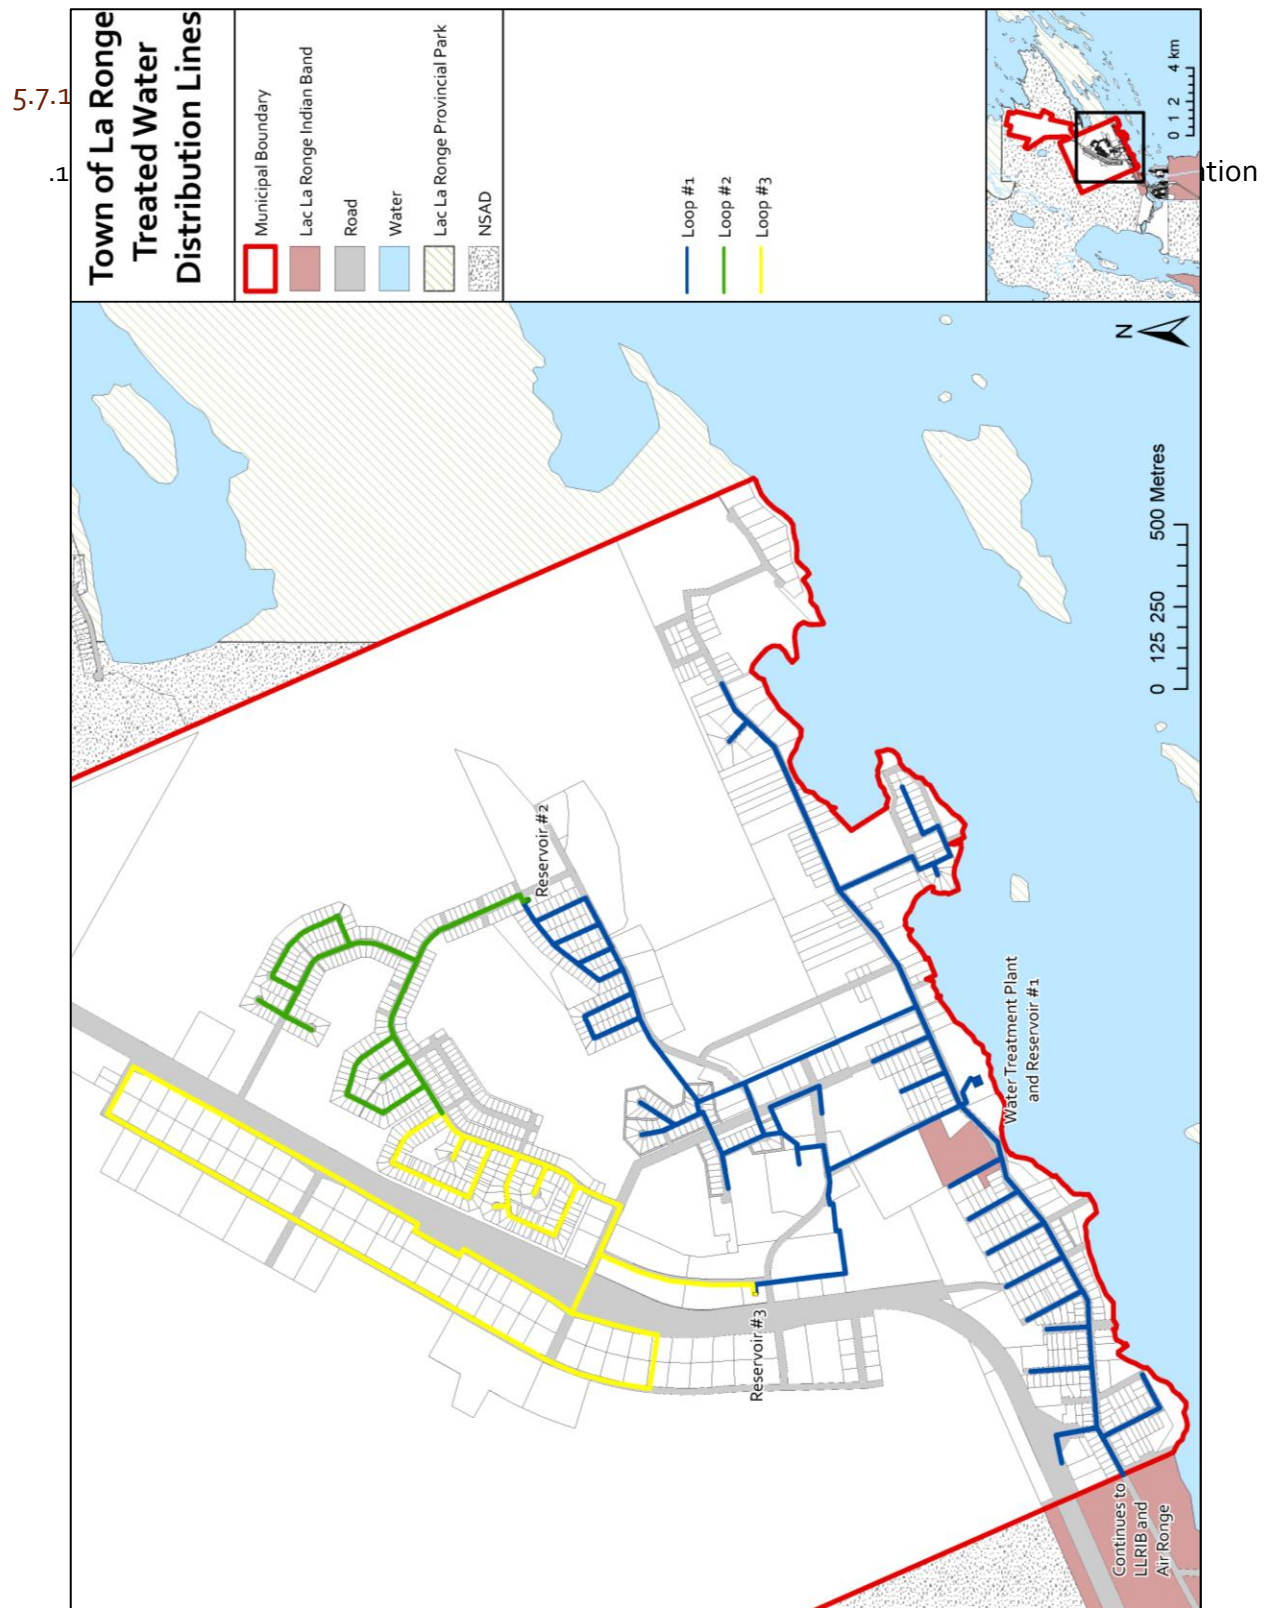 5.7.1
.1
tion
Town of La Ronge
Treated Water
Distribution Lines
Municipal Boundary
Lac La Ronge Indian Band
Road
Water
Lac La Ronge Provincial Park
NSAD
Loop #1
Loop #2
Loop #3
0 1 2 4 km
N
0 125 250 500 Metres
Reservoir #2
Water Treatment Plant
and Reservoir #1
Reservoir #3
Continues to
LLRIB and
Air Ronge